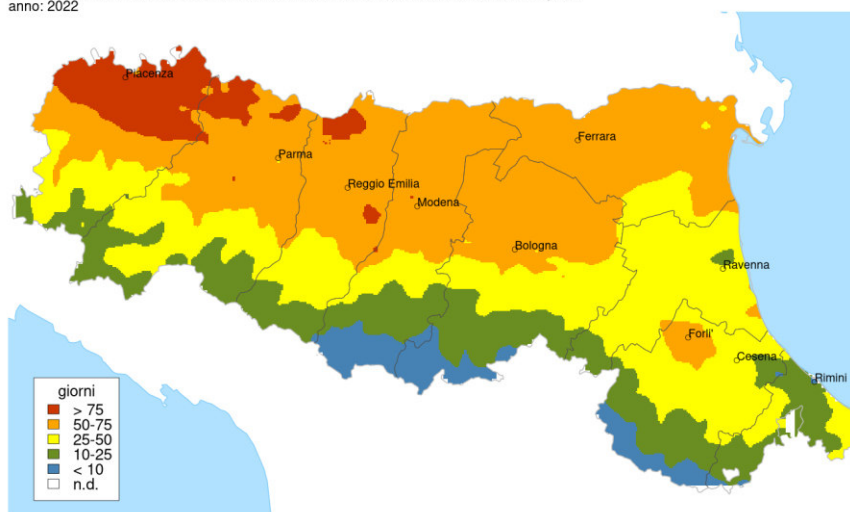 anno: 2022
Piacenza
Parma
Reggio Emilia
Modena
Ferrara
Bologna
Ravenna
Forli'
Cesena
Rimini
giorni
> 75
50-75
25-50
10-25
< 10
n.d.